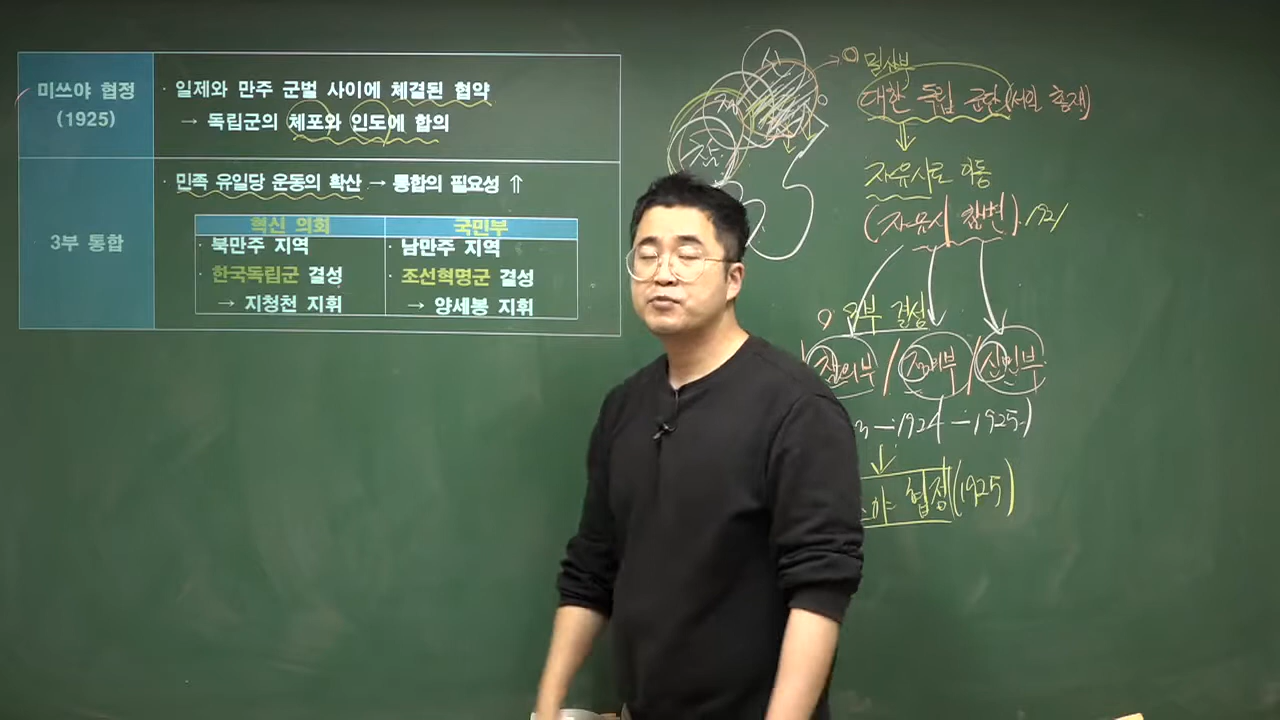 미쓰야 협정
(1925)
· 일제와 만주 군벌 사이에 체결된 협약
→ 독립군의 체포와 인도에 합의
3부 통합
· 민족 유일당 운동의 확산 → 통합의 필요성 ⇑
혁신 의회
국민부
· 북만주 지역
· 남만주 지역
· 한국독립군 결성
· 조선혁명군 결성
→ 지청천 지휘
→ 양세봉 지휘
신
참
밀산부
대한 독립 군단(서일 총재)
⇓
자유시로 이동
(자유시 참변). 1921
3부 결성
참의부 / 정의부 / 신민부
3 — 1924 — 1925.)
협정(1925)